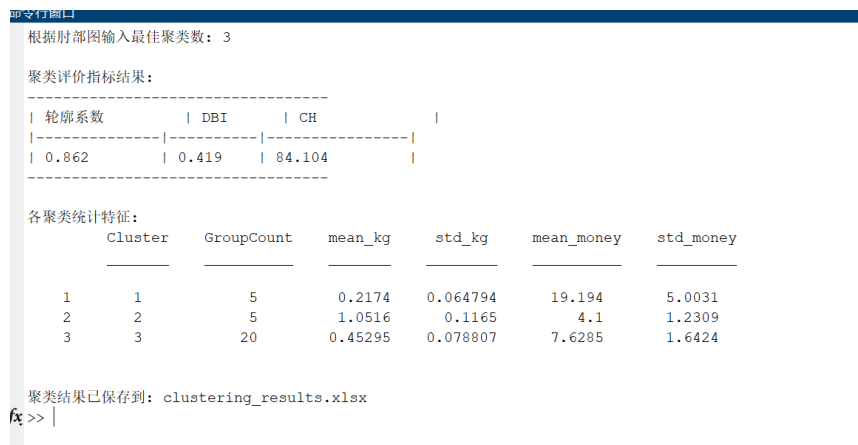 命令行窗口
根据肘部图输入最佳聚类数: 3
聚类评价指标结果:
----------------------------------
| 轮廓系数 | DBI | CH |
|--------------|----------|----------------|
| 0.862 | 0.419 | 84.104 |
----------------------------------
各聚类统计特征:
Cluster GroupCount mean_kg std_kg mean_money std_money
_______ __________ _______ ________ __________ _________
1 1 5 0.2174 0.064794 19.194 5.0031
2 2 5 1.0516 0.1165 4.1 1.2309
3 3 20 0.45295 0.078807 7.6285 1.6424
聚类结果已保存到: clustering_results.xlsx
fx >>